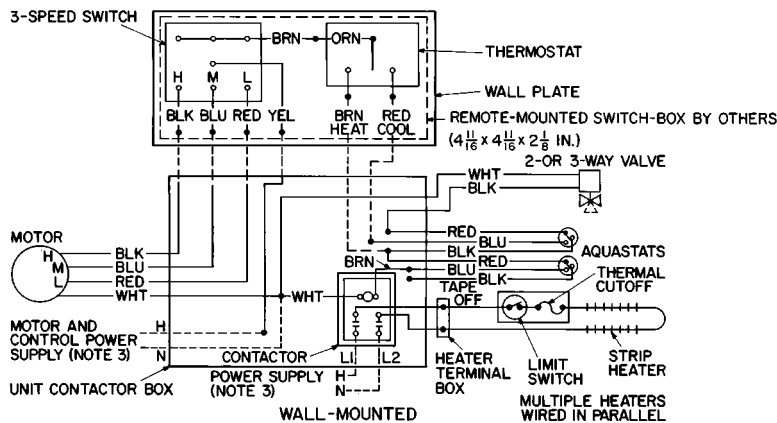 3-SPEED SWITCH
BRN
ORN
THERMOSTAT
H
M
L
WALL PLATE
BLK
BLU
RED
YEL
BRN
HEAT
RED
COOL
REMOTE-MOUNTED SWITCH-BOX BY OTHERS
(4 11/16 x 4 11/16 x 2 1/8 IN.)
2-OR 3-WAY VALVE
WHT
BLK
MOTOR
H
M
L
BLK
BLU
RED
WHT
RED
BLU
BLK
RED
BLU
BLK
AQUASTATS
BRN
WHT
TAPE
OFF
THERMAL
CUTOFF
MOTOR AND
CONTROL POWER
SUPPLY (NOTE 3)
H
N
CONTACTOR
L1
L2
UNIT CONTACTOR BOX
POWER SUPPLY
(NOTE 3)
H
N
HEATER
TERMINAL
BOX
LIMIT
SWITCH
STRIP
HEATER
MULTIPLE HEATERS
WIRED IN PARALLEL
WALL-MOUNTED